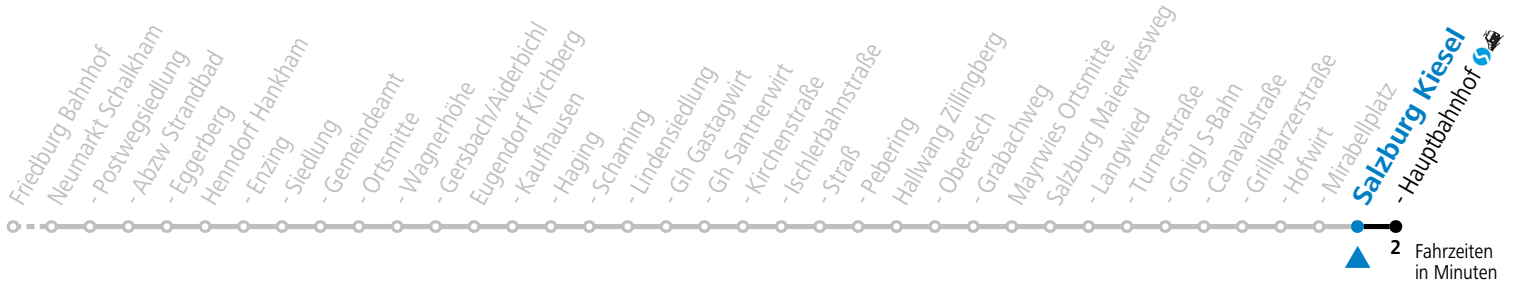 Friedburg Bahnhof
Neumarkt Schalkham
- Postwegsiedlung
- Abzw Strandbad
- Eggerberg
Henndorf Hankham
- Enzing
- Siedlung
- Gemeindeamt
- Ortsmitte
- Wagnerhöhe
- Gersbach/Aiderbichl
Eugendorf Kirchberg
- Kaufhausen
- Haging
- Schaming
- Lindensiedlung
- Gh Gastagwirt
- Gh Santnerwirt
- Kirchenstraße
- Ischlerbahnstraße
- Straß
- Pebering
Hallwang Zillingberg
- Oberesch
- Grabachweg
Mayrwies Ortsmitte
Salzburg Maierwiesweg
- Langwied
- Turnerstraße
- Gnigl S-Bahn
- Canavalstraße
- Grillparzerstraße
- Hofwirt
- Mirabellplatz
Salzburg Kiesel
- Hauptbahnhof
2
Fahrzeiten
in Minuten